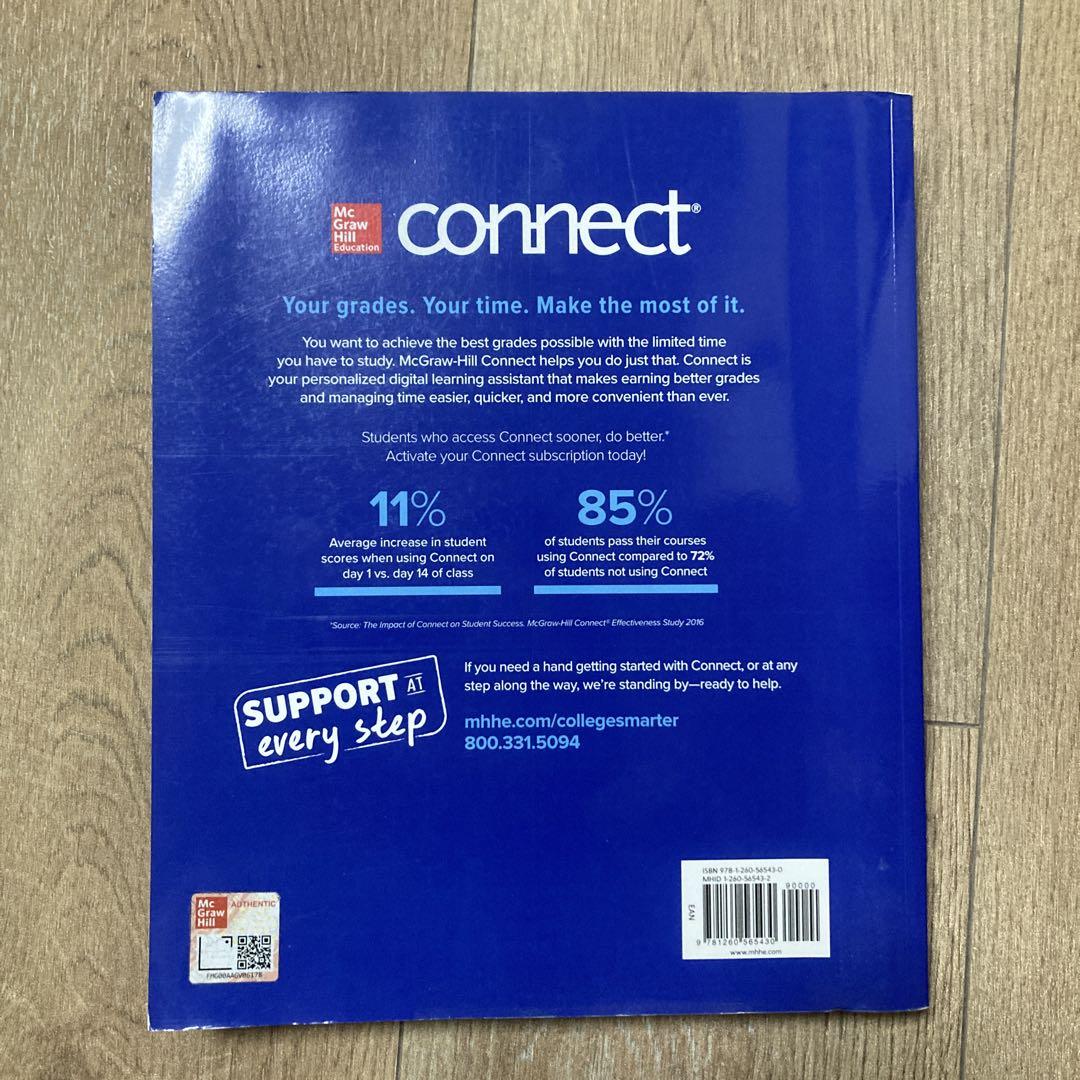 Mc
Graw
Hill
Education
connect®
Your grades. Your time. Make the most of it.
You want to achieve the best grades possible with the limited time
you have to study. McGraw-Hill Connect helps you do just that. Connect is
your personalized digital learning assistant that makes earning better grades
and managing time easier, quicker, and more convenient than ever.
Students who access Connect sooner, do better.*
Activate your Connect subscription today!
11%
Average increase in student
scores when using Connect on
day 1 vs. day 14 of class
85%
of students pass their courses
using Connect compared to 72%
of students not using Connect
*Source: The Impact of Connect on Student Success. McGraw-Hill Connect® Effectiveness Study 2016
SUPPORT AT
every step
If you need a hand getting started with Connect, or at any
step along the way, we're standing by—ready to help.
mhhe.com/collegesmarter
800.331.5094
ISBN 978-1-260-56543-0
MHID 1-260-56543-2
90000
EAN
9 781260 565430
www.mhhe.com
Mc
Graw
Hill
AUTHENTIC